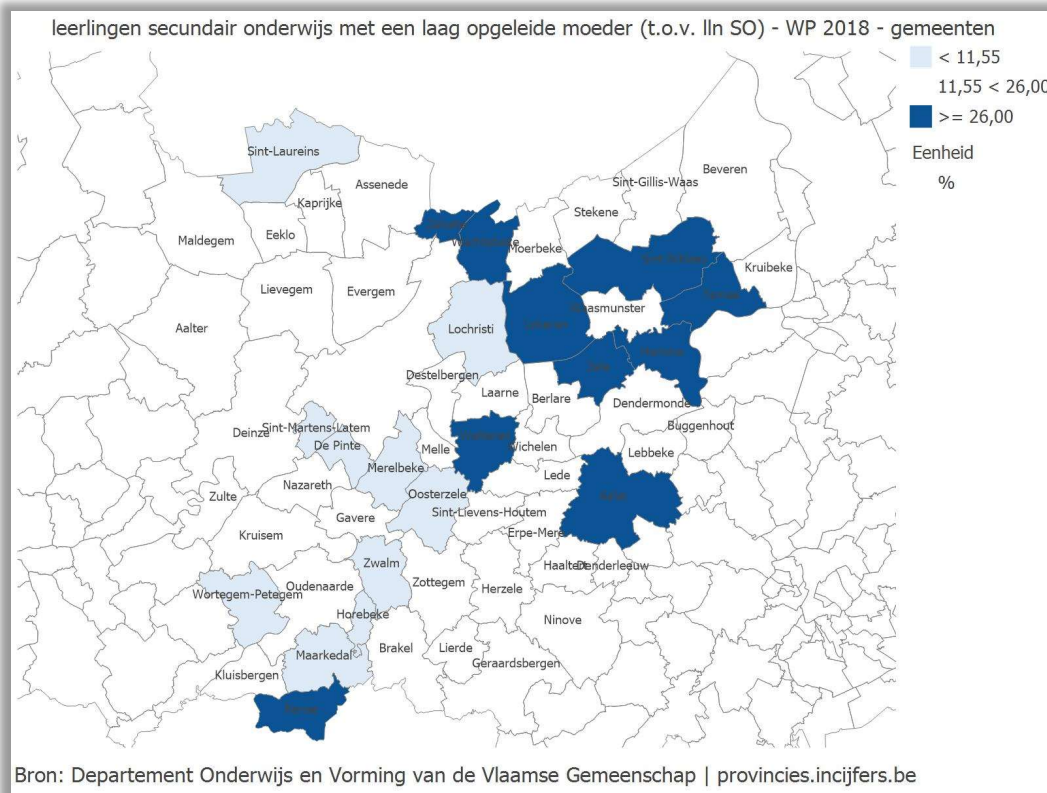 leerlingen secundair onderwijs met een laag opgeleide moeder (t.o.v. lln SO) - WP 2018 - gemeenten
< 11,55
11,55 < 26,00
>= 26,00
Eenheid
%
Sint-Laureins
Assenede
Kaprijke
Eeklo
Maldegem
Beveren
Sint-Gillis-Waas
Stekene
Moerbeke
Kruibeke
Lievegem
Evergem
Aalter
Lochristi
Destelbergen
Laarne
Berlare
Dendermonde
Buggenhout
Deinze
Sint-Martens-Latem
De Pinte
Melle
Merelbeke
Lebbeke
Lede
Nazareth
Zulte
Oosterzele
Sint-Lievens-Houtem
Gavere
Kruisem
Haaltert
Denderleeuw
Zwalm
Zottegem
Herzele
Oudenaarde
Wortegem-Petegem
Horebeke
Ninove
Maarkedal
Brakel
Lierde
Geraardsbergen
Kluisbergen
Bron: Departement Onderwijs en Vorming van de Vlaamse Gemeenschap | provincies.incijfers.be